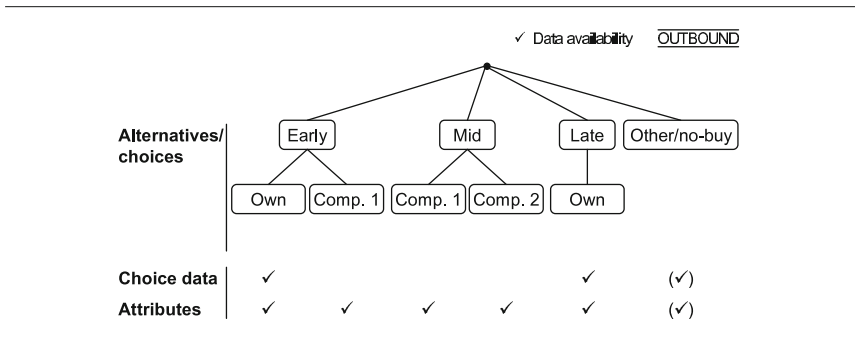 ✓ Data availability OUTBOUND
Alternatives/ choices
Early Mid Late Other/no-buy
Own Comp. 1 Comp. 1 Comp. 2 Own
Choice data ✓ ✓ (✓)
Attributes ✓ ✓ ✓ ✓ ✓ (✓)